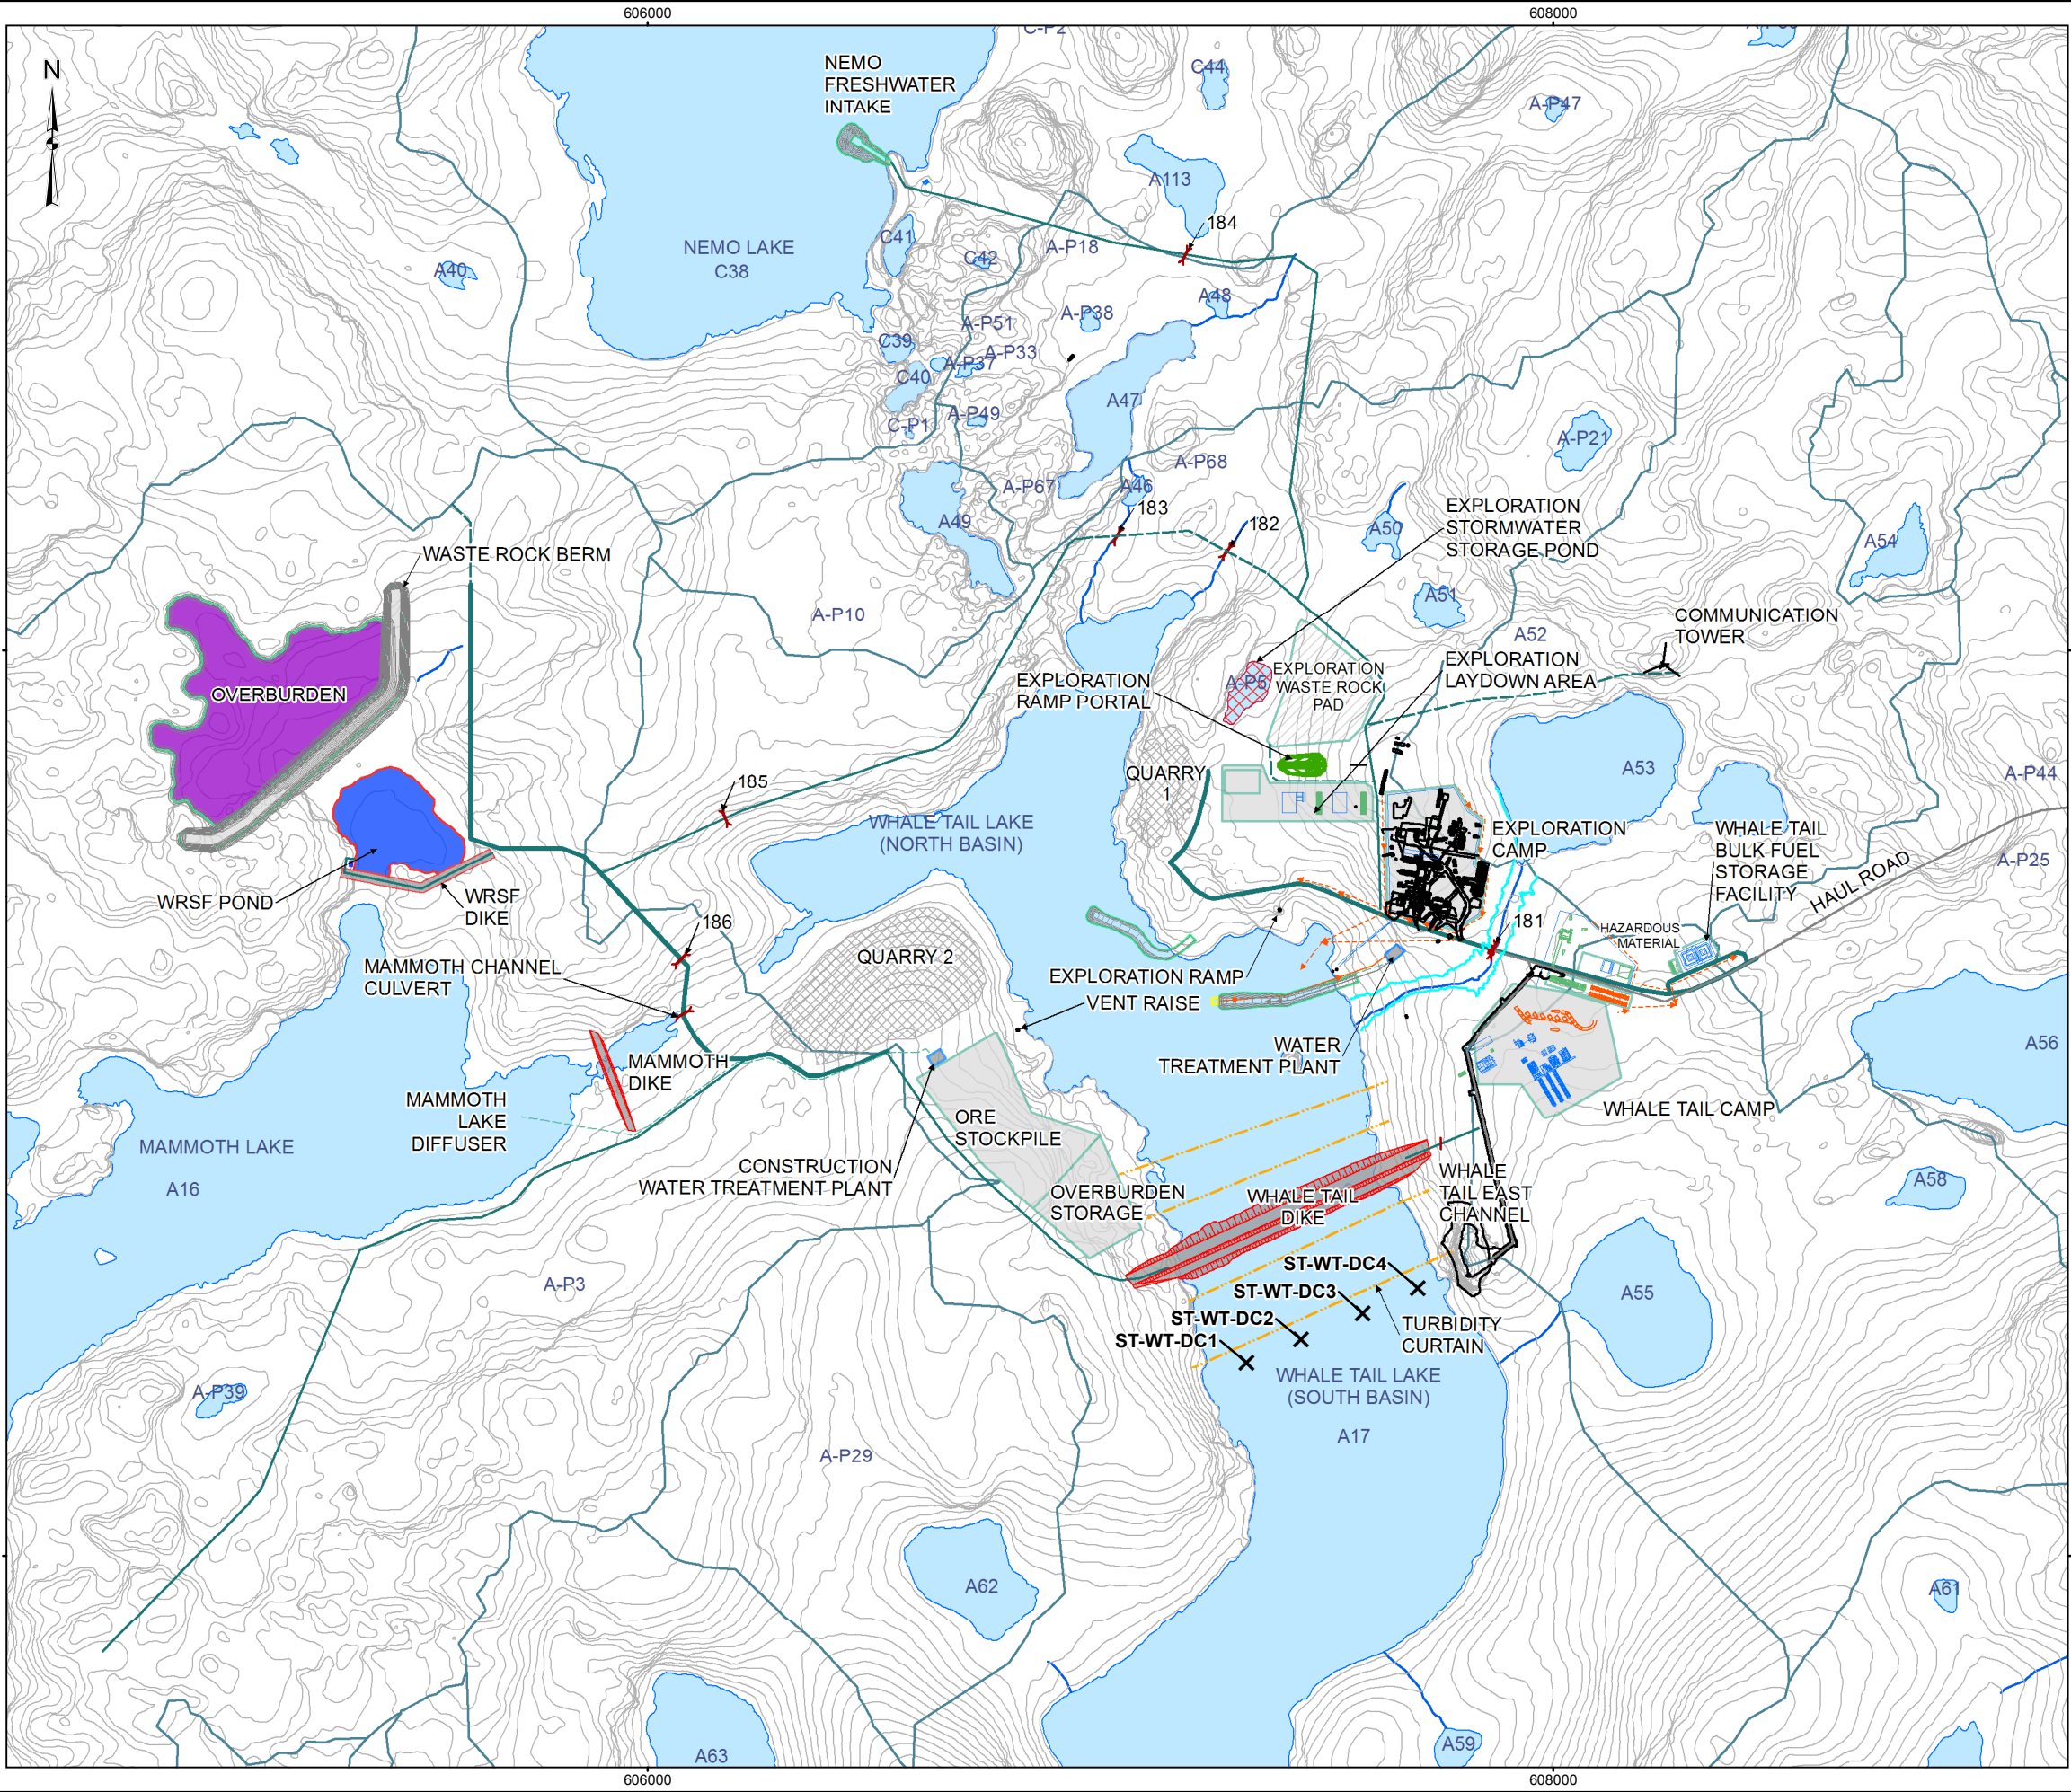 606000
608000
C-P2
N
NEMO
FRESHWATER
INTAKE
C44
A-P47
A113
184
C41
NEMO LAKE
C38
A-P18
C42
A40
A48
A-P38
A-P51
C39
A-P33
A-P37
C40
A47
A-P49
C-P1
A-P21
A-P68
A-P67
A46
183
182
A49
A50
EXPLORATION
STORMWATER
STORAGE POND
A54
WASTE ROCK BERM
A51
A-P10
COMMUNICATION
TOWER
A52
EXPLORATION
LAYDOWN AREA
EXPLORATION
WASTE ROCK
PAD
A-P5
EXPLORATION
RAMP PORTAL
OVERBURDEN
QUARRY
1
A53
A-P44
185
WHALE TAIL LAKE
(NORTH BASIN)
EXPLORATION
CAMP
WHALE TAIL
BULK FUEL
STORAGE
FACILITY
A-P25
HAUL ROAD
WRSF POND
WRSF
DIKE
186
181
HAZARDOUS
MATERIAL
QUARRY 2
MAMMOTH CHANNEL
CULVERT
EXPLORATION RAMP
VENT RAISE
WATER
TREATMENT PLANT
A56
MAMMOTH
DIKE
MAMMOTH
LAKE
DIFFUSER
ORE
STOCKPILE
WHALE TAIL CAMP
MAMMOTH LAKE
A16
CONSTRUCTION
WATER TREATMENT PLANT
OVERBURDEN
STORAGE
WHALE TAIL
DIKE
WHALE
TAIL EAST
CHANNEL
A58
ST-WT-DC4
ST-WT-DC3
ST-WT-DC2
ST-WT-DC1
TURBIDITY
CURTAIN
A55
A-P3
WHALE TAIL LAKE
(SOUTH BASIN)
A17
A-P39
A-P29
A62
A61
A63
A59
606000
608000